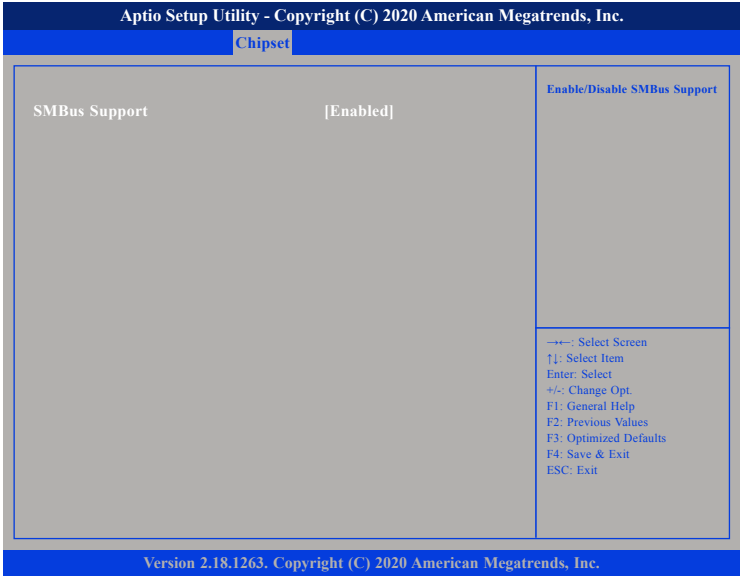 Aptio Setup Utility - Copyright (C) 2020 American Megatrends, Inc.
Chipset
SMBus Support [Enabled]
Enable/Disable SMBus Support
→←: Select Screen
↑↓: Select Item
Enter: Select
+/-: Change Opt.
F1: General Help
F2: Previous Values
F3: Optimized Defaults
F4: Save & Exit
ESC: Exit
Version 2.18.1263. Copyright (C) 2020 American Megatrends, Inc.